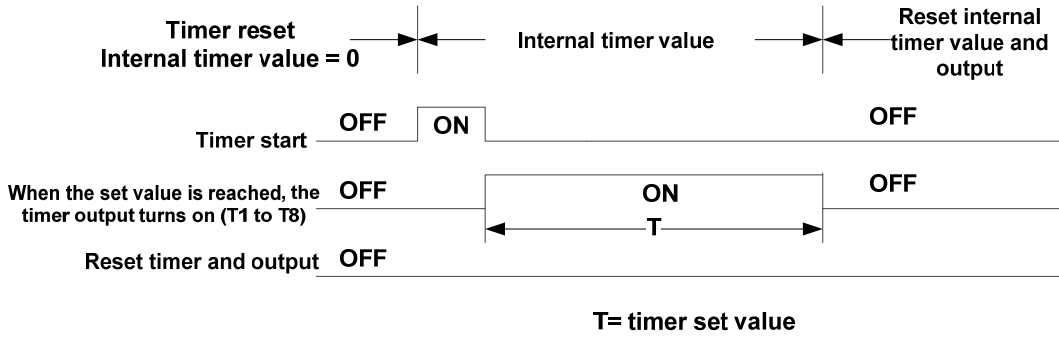 Timer reset
Internal timer value = 0
Internal timer value
Reset internal
timer value and
output
Timer start
OFF
ON
OFF
When the set value is reached, the
timer output turns on (T1 to T8)
OFF
ON
OFF
T
Reset timer and output
OFF
T= timer set value